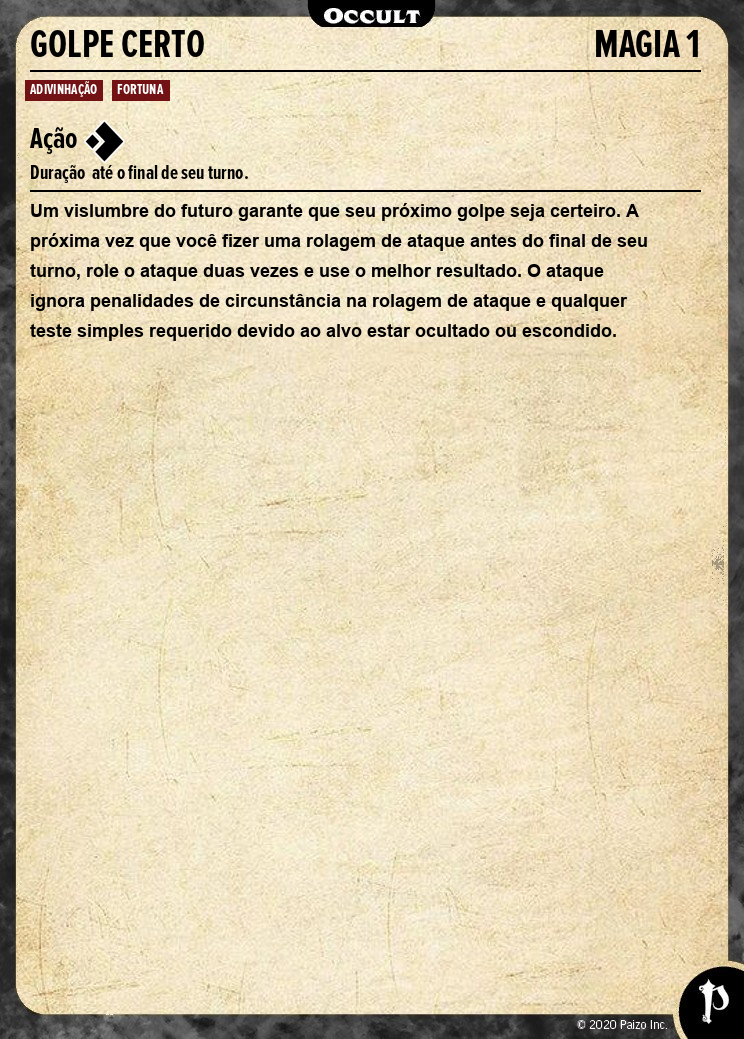 OCCULT
GOLPE CERTO MAGIA 1
ADIVINHAÇÃO FORTUNA
Ação
Duração até o final de seu turno.
Um vislumbre do futuro garante que seu próximo golpe seja certeiro. A
próxima vez que você fizer uma rolagem de ataque antes do final de seu
turno, role o ataque duas vezes e use o melhor resultado. O ataque
ignora penalidades de circunstância na rolagem de ataque e qualquer
teste simples requerido devido ao alvo estar ocultado ou escondido.
© 2020 Paizo Inc.
P